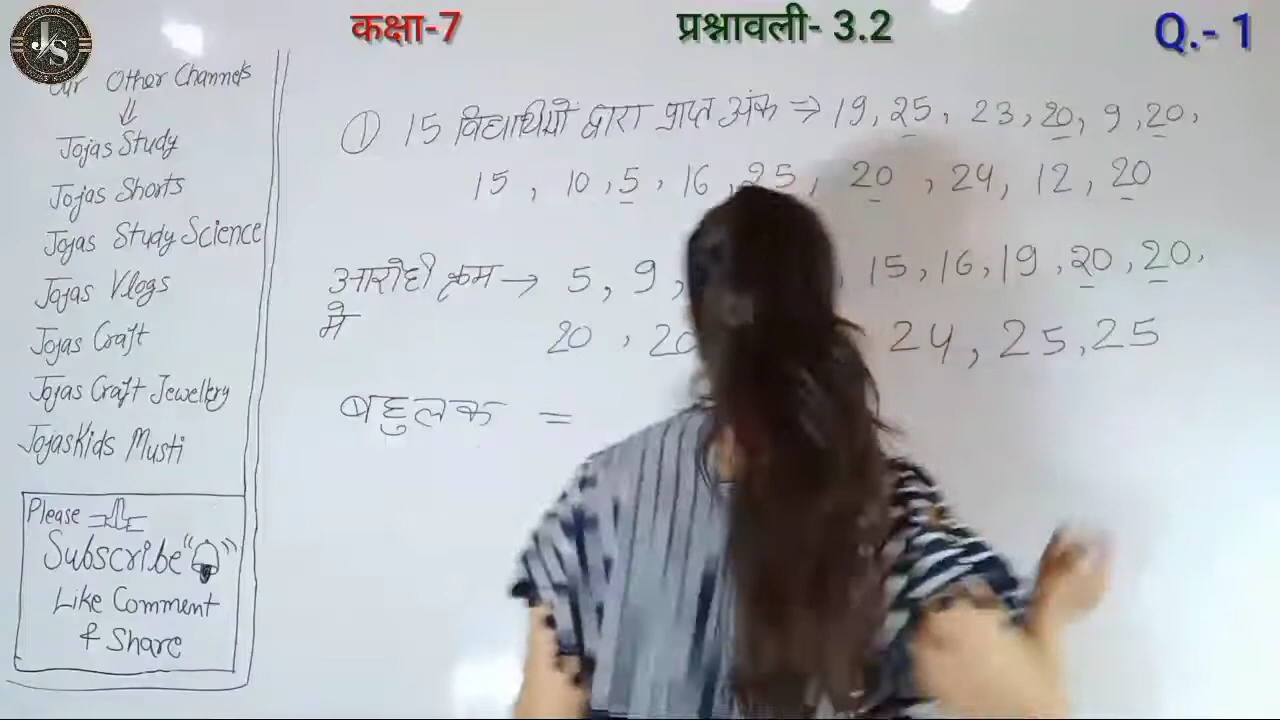 कक्षा-7
प्रश्नावली- 3.2
Q.- 1
WELCOME
J/S
Our Other Channels
Jojas Study
Jojas Shorts
Jojas Study Science
Jojas Vlogs
Jojas Craft
Jojas Craft Jewellery
JojasKids Musti
Please
Subscribe
Like Comment
& Share
① 15 विद्यार्थियों द्वारा प्राप्त अंक ⇒ 19, 25, 23, 20, 9, 20,
15, 10, 5, 16, 25, 20, 24, 12, 20
आरोही क्रम → 5, 9, 15, 16, 19, 20, 20,
में
20, 20 24, 25, 25
बहुलक =